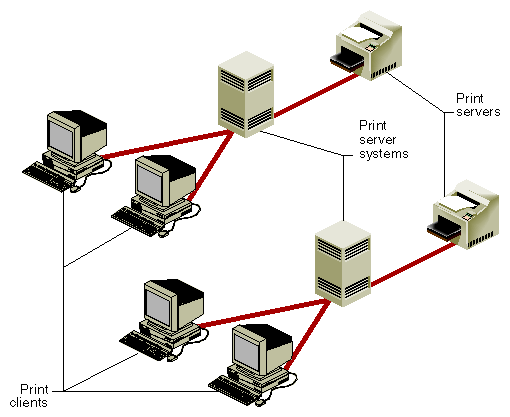 Print
servers
Print
server
systems
Print
clients